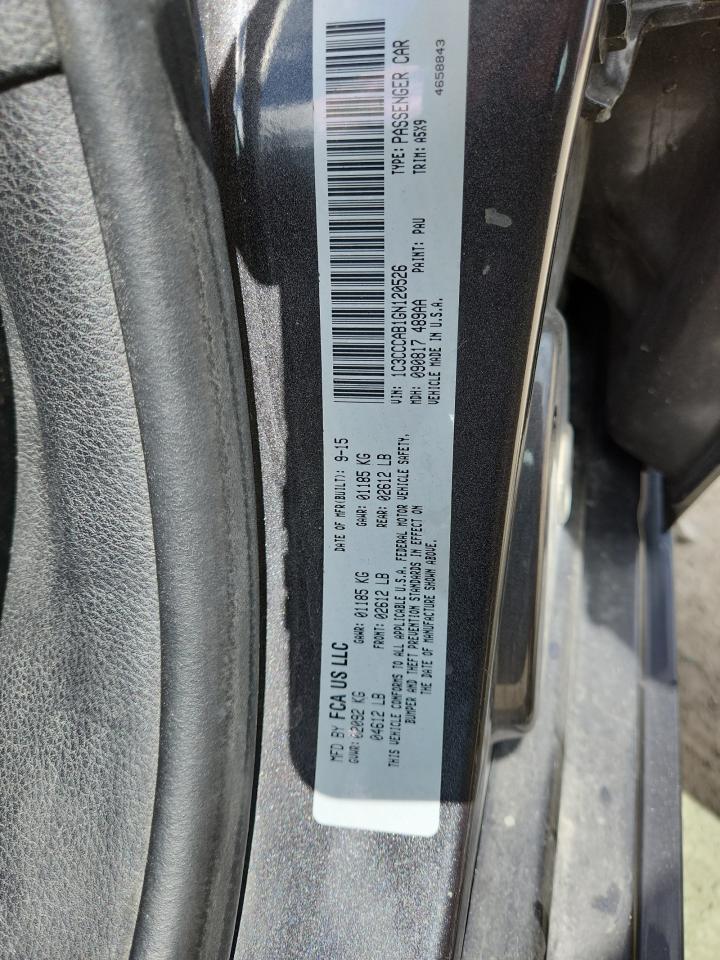 MFD BY FCA US LLC DATE OF MFR(BUILT): 9-15
GVWR: 02092 KG GAWR: 01185 KG GAWR: 01185 KG
04612 LB FRONT: 02612 LB REAR: 02612 LB
THIS VEHICLE CONFORMS TO ALL APPLICABLE U.S.A. FEDERAL MOTOR VEHICLE SAFETY,
BUMPER AND THEFT PREVENTION STANDARDS IN EFFECT ON
THE DATE OF MANUFACTURE SHOWN ABOVE.
VIN: 1C3CCCAB1GN120526 TYPE: PASSENGER CAR
MDH: 090817 489AA PAINT: PAU TRIM: A5X9
VEHICLE MADE IN U.S.A. 4658843